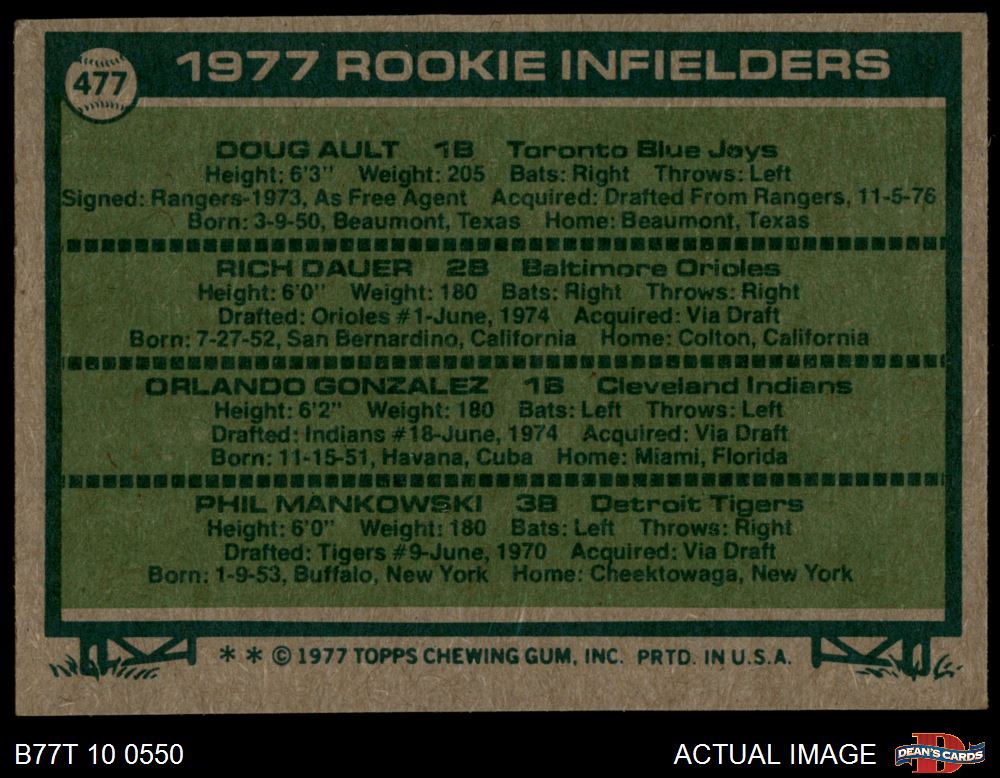 477
1977 ROOKIE INFIELDERS
DOUG AULT 1B Toronto Blue Jays
Height: 6'3" Weight: 205 Bats: Right Throws: Left
Signed: Rangers-1973, As Free Agent Acquired: Drafted From Rangers, 11-5-76
Born: 3-9-50, Beaumont, Texas Home: Beaumont, Texas
RICH DAUER 2B Baltimore Orioles
Height: 6'0" Weight: 180 Bats: Right Throws: Right
Drafted: Orioles #1-June, 1974 Acquired: Via Draft
Born: 7-27-52, San Bernardino, California Home: Colton, California
ORLANDO GONZALEZ 1B Cleveland Indians
Height: 6'2" Weight: 180 Bats: Left Throws: Left
Drafted: Indians #18-June, 1974 Acquired: Via Draft
Born: 11-15-51, Havana, Cuba Home: Miami, Florida
PHIL MANKOWSKI 3B Detroit Tigers
Height: 6'0" Weight: 180 Bats: Left Throws: Right
Drafted: Tigers #9-June, 1970 Acquired: Via Draft
Born: 1-9-53, Buffalo, New York Home: Cheektowaga, New York
* * © 1977 TOPPS CHEWING GUM, INC. PRTD. IN U.S.A.
B77T 10 0550 ACTUAL IMAGE
D
DEAN'S CARDS